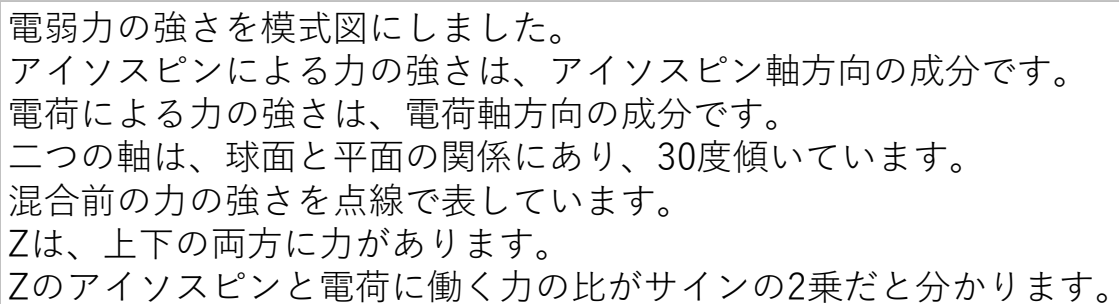 電弱力の強さを模式図にしました。
アイソスピンによる力の強さは、アイソスピン軸方向の成分です。
電荷による力の強さは、電荷軸方向の成分です。
二つの軸は、球面と平面の関係にあり、30度傾いています。
混合前の力の強さを点線で表しています。
Zは、上下の両方に力があります。
Zのアイソスピンと電荷に働く力の比がサインの2乗だと分かります。